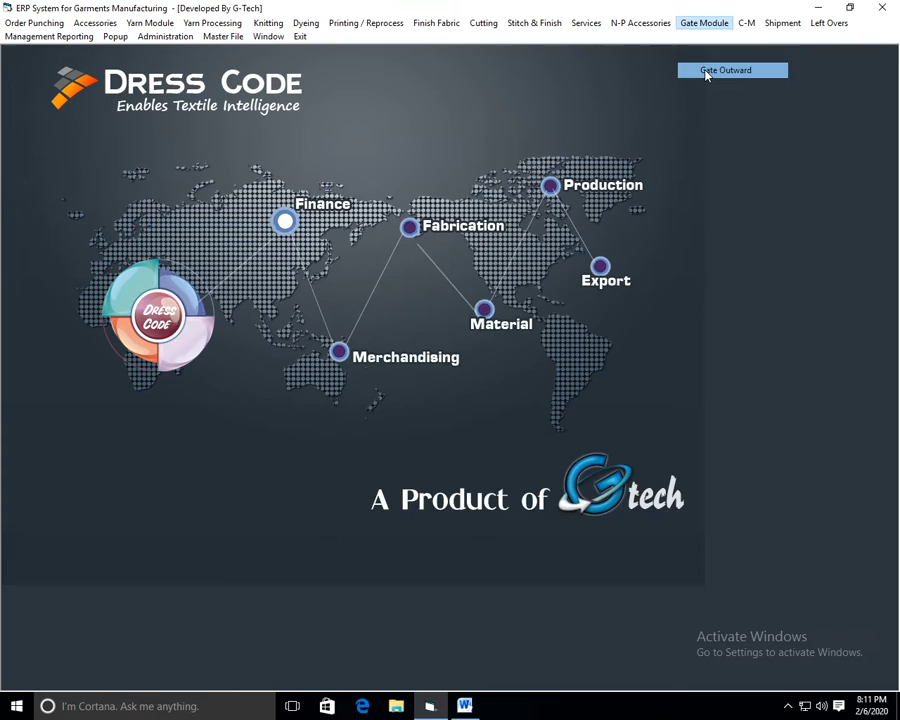 ERP System for Garments Manufacturing - [Developed By G-Tech]
Order Punching Accessories Yarn Module Yarn Processing Knitting Dyeing Printing / Reprocess Finish Fabric Cutting Stitch & Finish Services N-P Accessories Gate Module C-M Shipment Left Overs
Management Reporting Popup Administration Master File Window Exit
Gate Outward
DRESS CODE
Enables Textile Intelligence
Production
Finance
Fabrication
Export
DRESS
CODE
Material
Merchandising
A Product of Gtech
Activate Windows
Go to Settings to activate Windows.
I'm Cortana. Ask me anything.
8:11 PM
2/6/2020